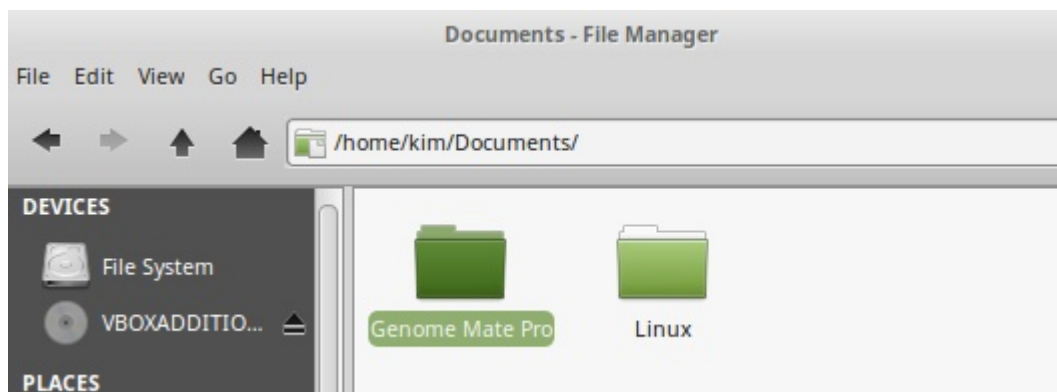 Documents - File Manager
File Edit View Go Help
/home/kim/Documents/
DEVICES
File System
VBOXADDITIO...
PLACES
Genome Mate Pro
Linux